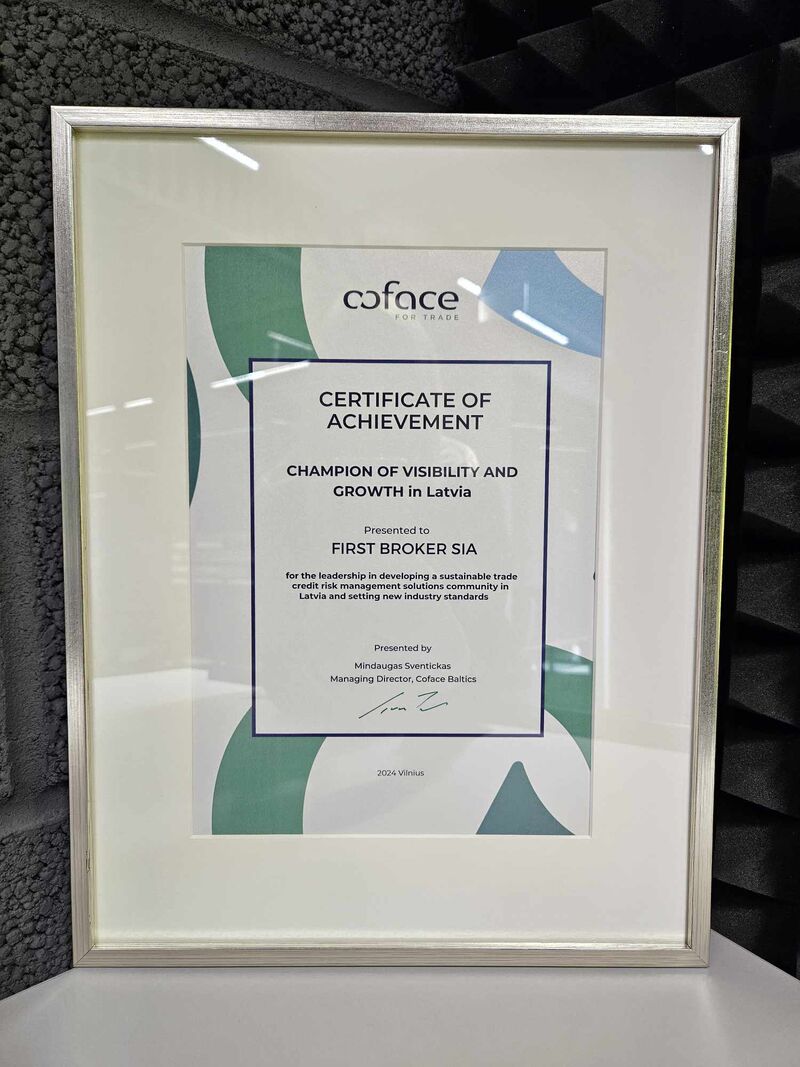 coface
FOR TRADE
CERTIFICATE OF
ACHIEVEMENT
CHAMPION OF VISIBILITY AND
GROWTH in Latvia
Presented to
FIRST BROKER SIA
for the leadership in developing a sustainable trade
credit risk management solutions community in
Latvia and setting new industry standards
Presented by
Mindaugas Sventickas
Managing Director, Coface Baltics
2024 Vilnius